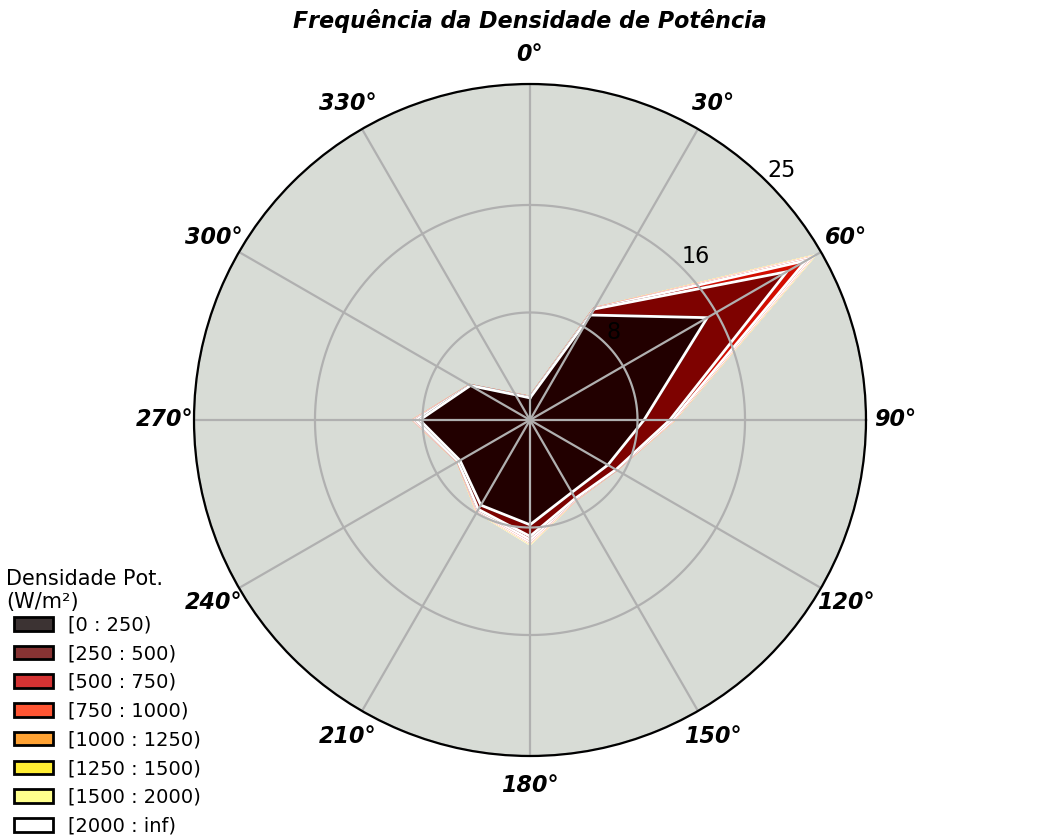 Frequência da Densidade de Potência
0°
330°
30°
25
300°
60°
16
8
270°
90°
Densidade Pot.
(W/m²)
240°
120°
[0 : 250)
[250 : 500)
[500 : 750)
[750 : 1000)
210°
150°
[1000 : 1250)
[1250 : 1500)
180°
[1500 : 2000)
[2000 : inf)